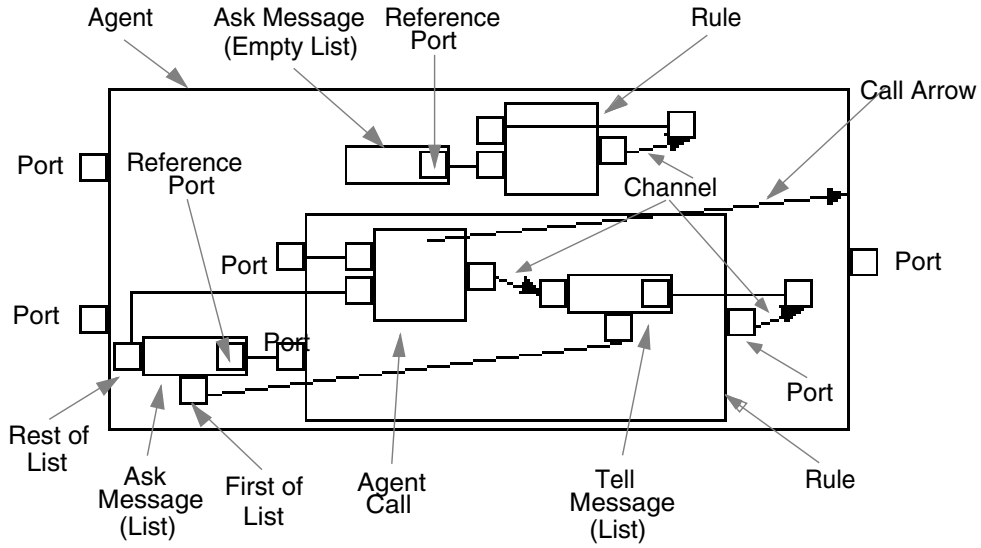 Agent
Ask Message
(Empty List)
Reference
Port
Rule
Call Arrow
Port
Reference
Port
Channel
Port
Port
Port
Port
Port
Rest of
List
Ask
Message
(List)
First of
List
Agent
Call
Tell
Message
(List)
Port
Rule